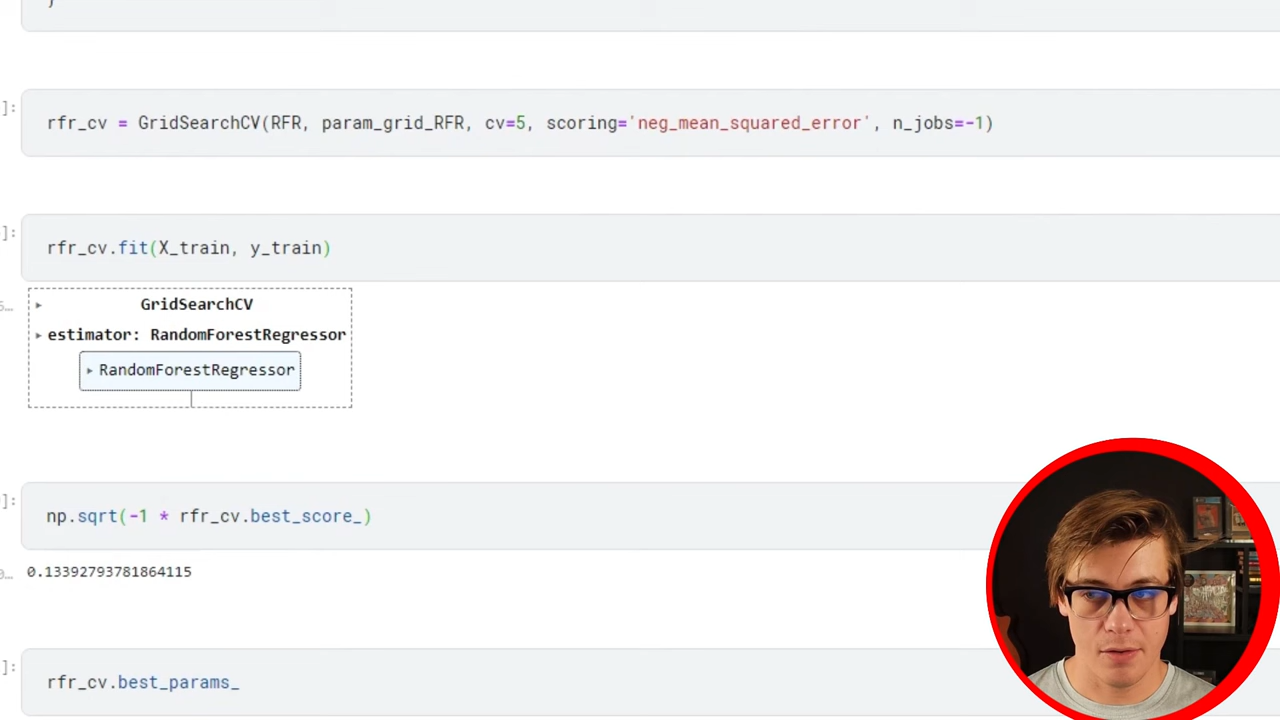 }
]: rfr_cv = GridSearchCV(RFR, param_grid_RFR, cv=5, scoring='neg_mean_squared_error', n_jobs=-1)
]: rfr_cv.fit(X_train, y_train)
▸ GridSearchCV
▸ estimator: RandomForestRegressor
▸ RandomForestRegressor
]: np.sqrt(-1 * rfr_cv.best_score_)
0.13392793781864115
]: rfr_cv.best_params_